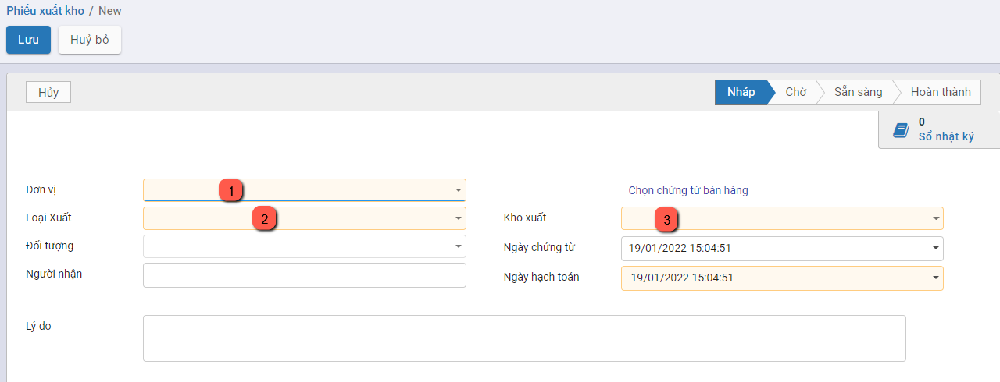 Phiếu xuất kho / New
Lưu Huỷ bỏ
Hủy Nháp Chờ Sẵn sàng Hoàn thành
0
Sổ nhật ký
Đơn vị 1 Chọn chứng từ bán hàng
Loại Xuất 2 Kho xuất 3
Đối tượng Ngày chứng từ 19/01/2022 15:04:51
Người nhận Ngày hạch toán 19/01/2022 15:04:51
Lý do